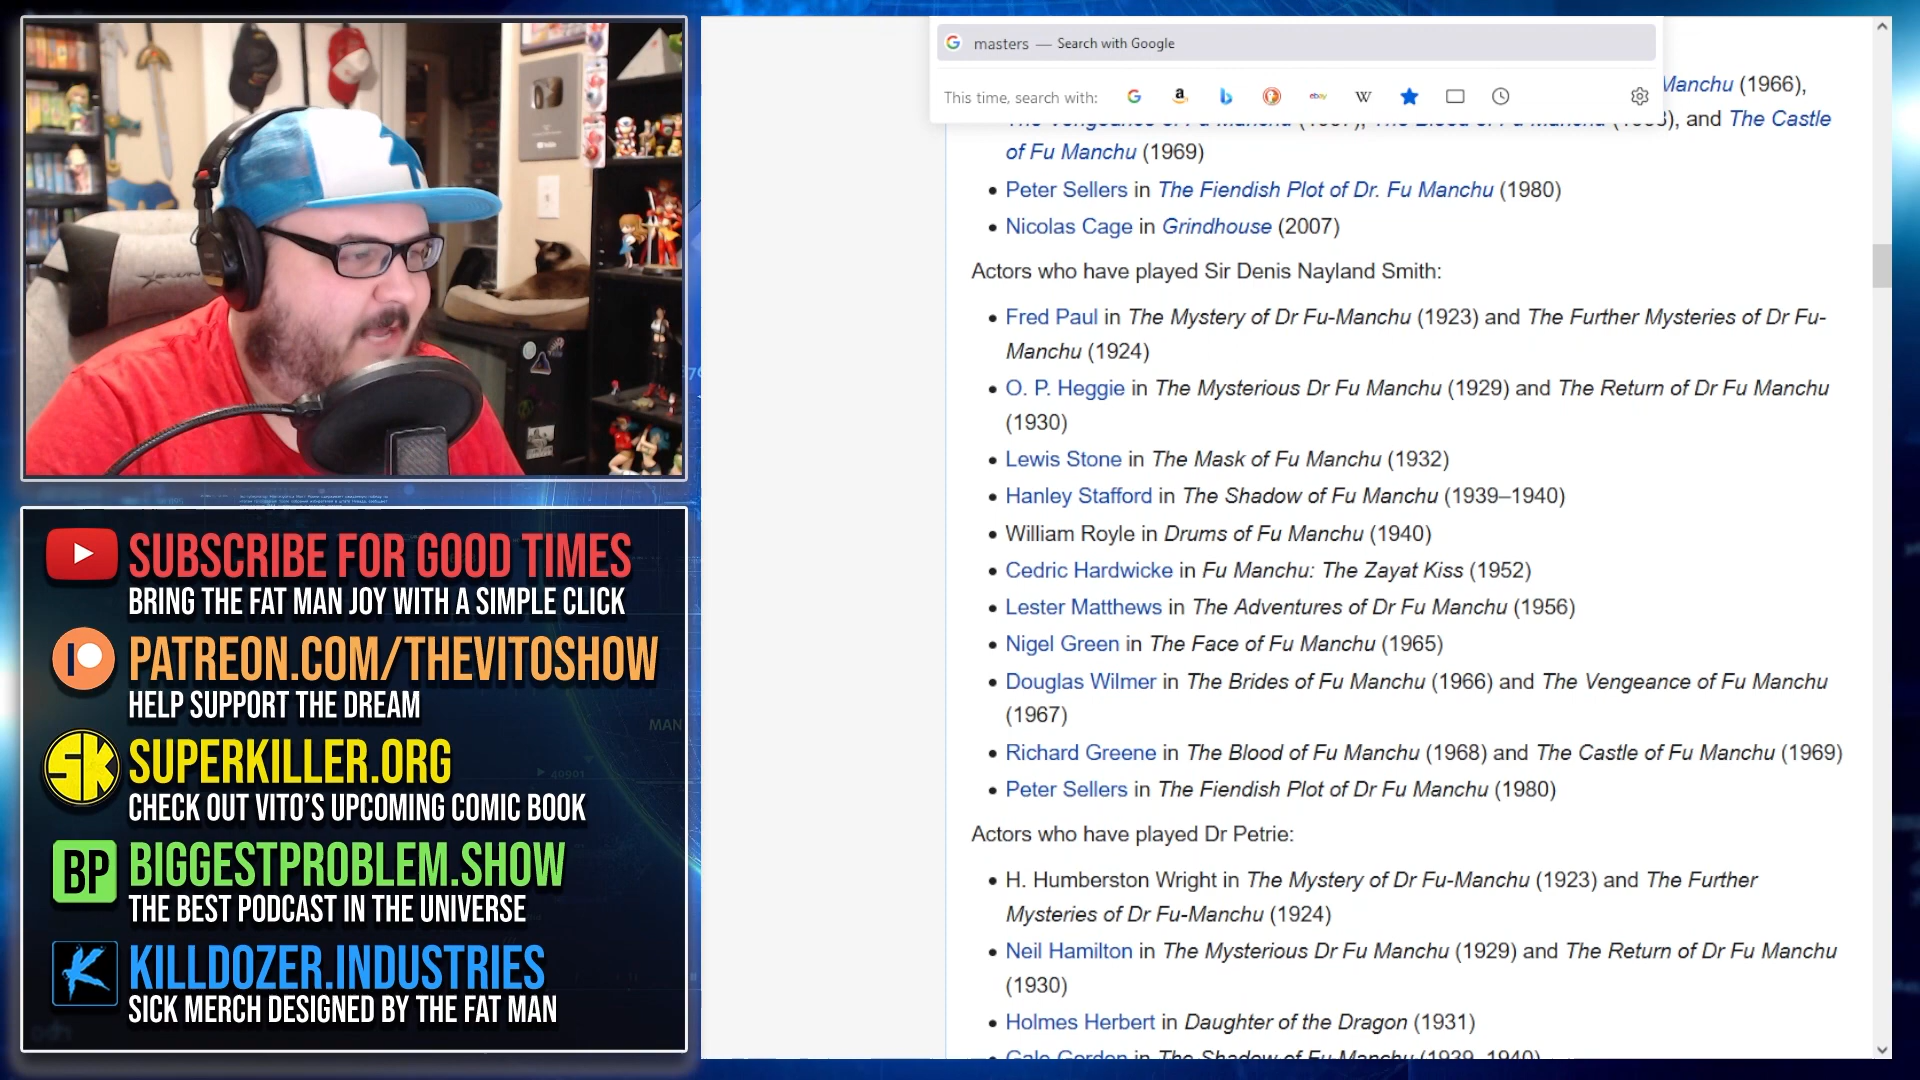 SUBSCRIBE FOR GOOD TIMES
BRING THE FAT MAN JOY WITH A SIMPLE CLICK
PATREON.COM/THEVITOSHOW
HELP SUPPORT THE DREAM
SK
SUPERKILLER.ORG
CHECK OUT VITO'S UPCOMING COMIC BOOK
BP
BIGGESTPROBLEM.SHOW
THE BEST PODCAST IN THE UNIVERSE
K
KILLDOZER.INDUSTRIES
SICK MERCH DESIGNED BY THE FAT MAN
MAN
49901
masters — Search with Google
This time, search with:
Manchu (1966),
and The Castle
of Fu Manchu (1969)
• Peter Sellers in The Fiendish Plot of Dr. Fu Manchu (1980)
• Nicolas Cage in Grindhouse (2007)
Actors who have played Sir Denis Nayland Smith:
• Fred Paul in The Mystery of Dr Fu-Manchu (1923) and The Further Mysteries of Dr Fu-
Manchu (1924)
• O. P. Heggie in The Mysterious Dr Fu Manchu (1929) and The Return of Dr Fu Manchu
(1930)
• Lewis Stone in The Mask of Fu Manchu (1932)
• Hanley Stafford in The Shadow of Fu Manchu (1939–1940)
• William Royle in Drums of Fu Manchu (1940)
• Cedric Hardwicke in Fu Manchu: The Zayat Kiss (1952)
• Lester Matthews in The Adventures of Dr Fu Manchu (1956)
• Nigel Green in The Face of Fu Manchu (1965)
• Douglas Wilmer in The Brides of Fu Manchu (1966) and The Vengeance of Fu Manchu
(1967)
• Richard Greene in The Blood of Fu Manchu (1968) and The Castle of Fu Manchu (1969)
• Peter Sellers in The Fiendish Plot of Dr Fu Manchu (1980)
Actors who have played Dr Petrie:
• H. Humberston Wright in The Mystery of Dr Fu-Manchu (1923) and The Further
Mysteries of Dr Fu-Manchu (1924)
• Neil Hamilton in The Mysterious Dr Fu Manchu (1929) and The Return of Dr Fu Manchu
(1930)
• Holmes Herbert in Daughter of the Dragon (1931)
• Gale Gordon in The Shadow of Fu Manchu (1939–1940)